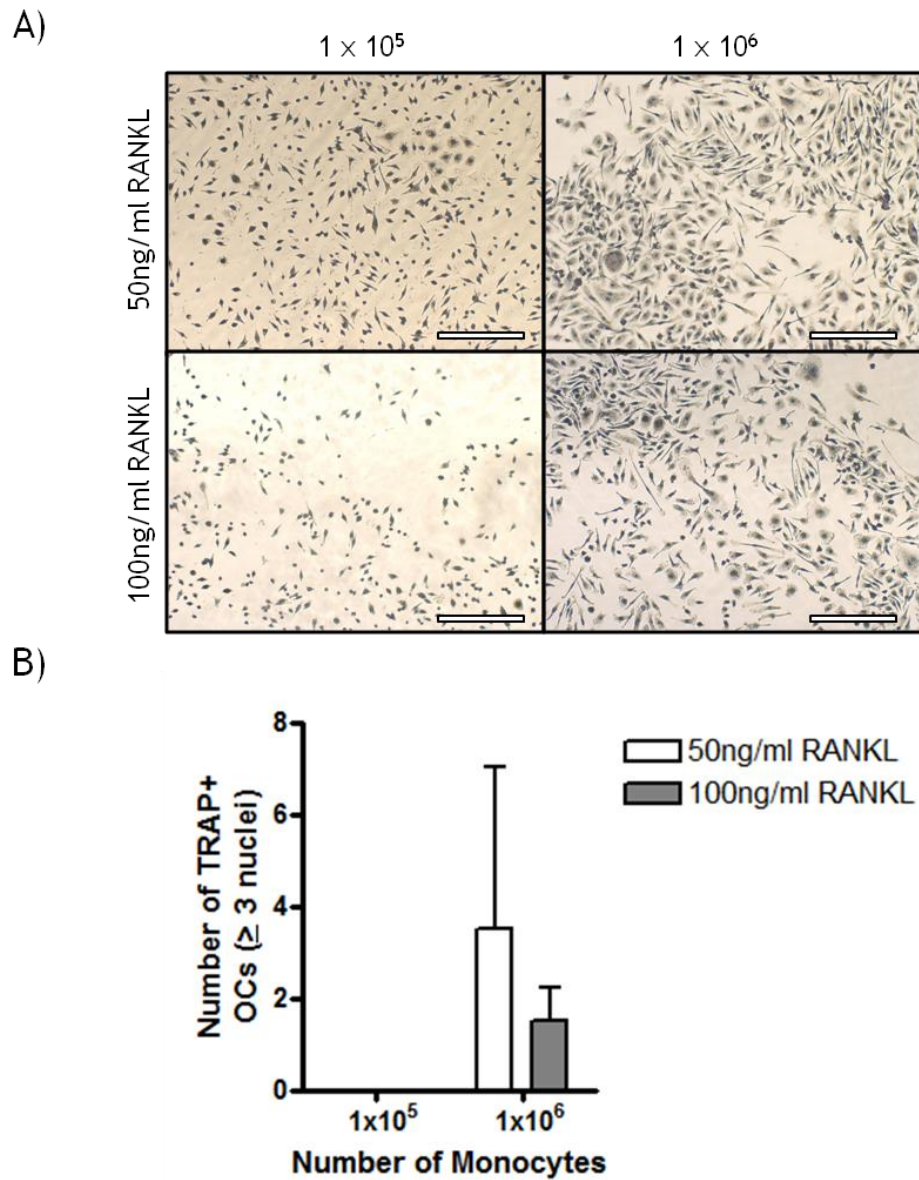 A)
1 × 10⁵
1 × 10⁶
50ng/ml RANKL
100ng/ml RANKL
B)
8
6
4
2
0
Number of TRAP+
OCs (≥ 3 nuclei)
50ng/ml RANKL
100ng/ml RANKL
1x10⁵
1x10⁶
Number of Monocytes